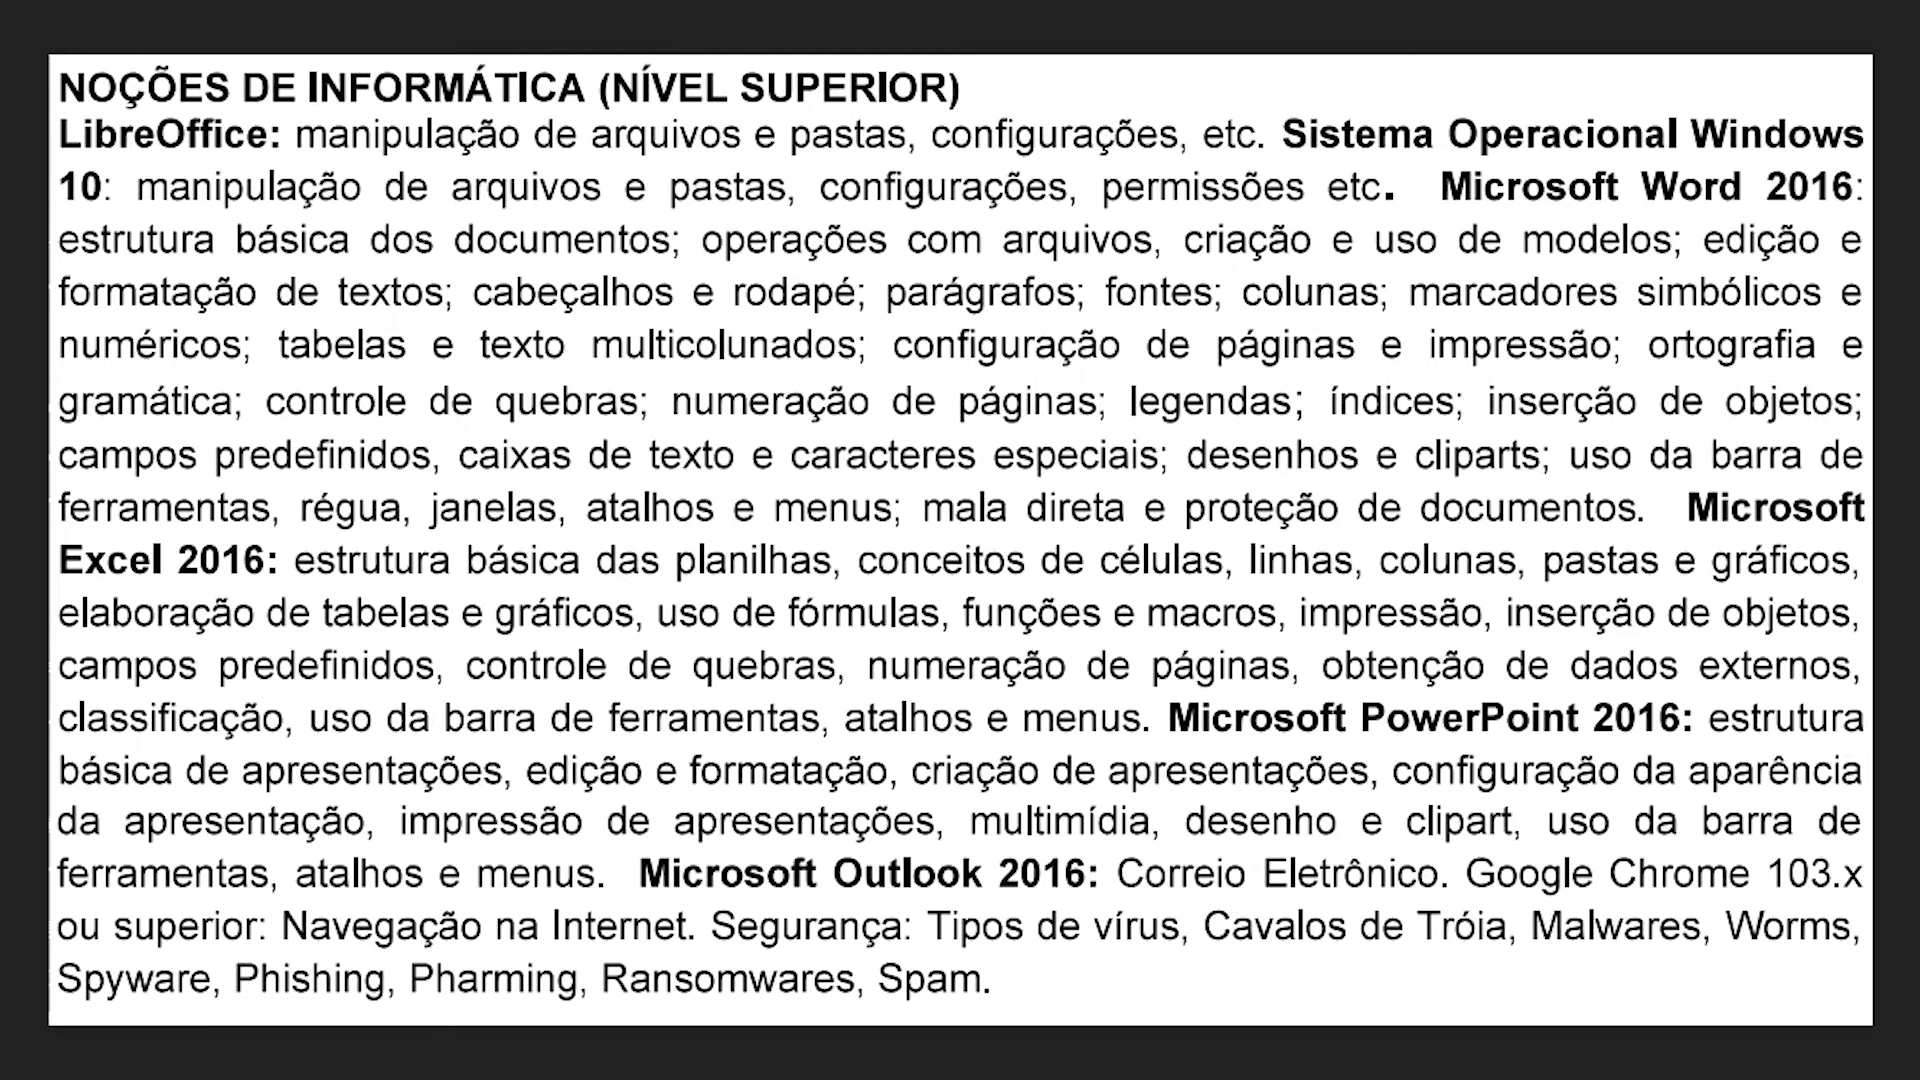 NOÇÕES DE INFORMÁTICA (NÍVEL SUPERIOR)
LibreOffice: manipulação de arquivos e pastas, configurações, etc. Sistema Operacional Windows
10: manipulação de arquivos e pastas, configurações, permissões etc. Microsoft Word 2016:
estrutura básica dos documentos; operações com arquivos, criação e uso de modelos; edição e
formatação de textos; cabeçalhos e rodapé; parágrafos; fontes; colunas; marcadores simbólicos e
numéricos; tabelas e texto multicolunados; configuração de páginas e impressão; ortografia e
gramática; controle de quebras; numeração de páginas; legendas; índices; inserção de objetos;
campos predefinidos, caixas de texto e caracteres especiais; desenhos e cliparts; uso da barra de
ferramentas, régua, janelas, atalhos e menus; mala direta e proteção de documentos. Microsoft
Excel 2016: estrutura básica das planilhas, conceitos de células, linhas, colunas, pastas e gráficos,
elaboração de tabelas e gráficos, uso de fórmulas, funções e macros, impressão, inserção de objetos,
campos predefinidos, controle de quebras, numeração de páginas, obtenção de dados externos,
classificação, uso da barra de ferramentas, atalhos e menus. Microsoft PowerPoint 2016: estrutura
básica de apresentações, edição e formatação, criação de apresentações, configuração da aparência
da apresentação, impressão de apresentações, multimídia, desenho e clipart, uso da barra de
ferramentas, atalhos e menus. Microsoft Outlook 2016: Correio Eletrônico. Google Chrome 103.x
ou superior: Navegação na Internet. Segurança: Tipos de vírus, Cavalos de Tróia, Malwares, Worms,
Spyware, Phishing, Pharming, Ransomwares, Spam.